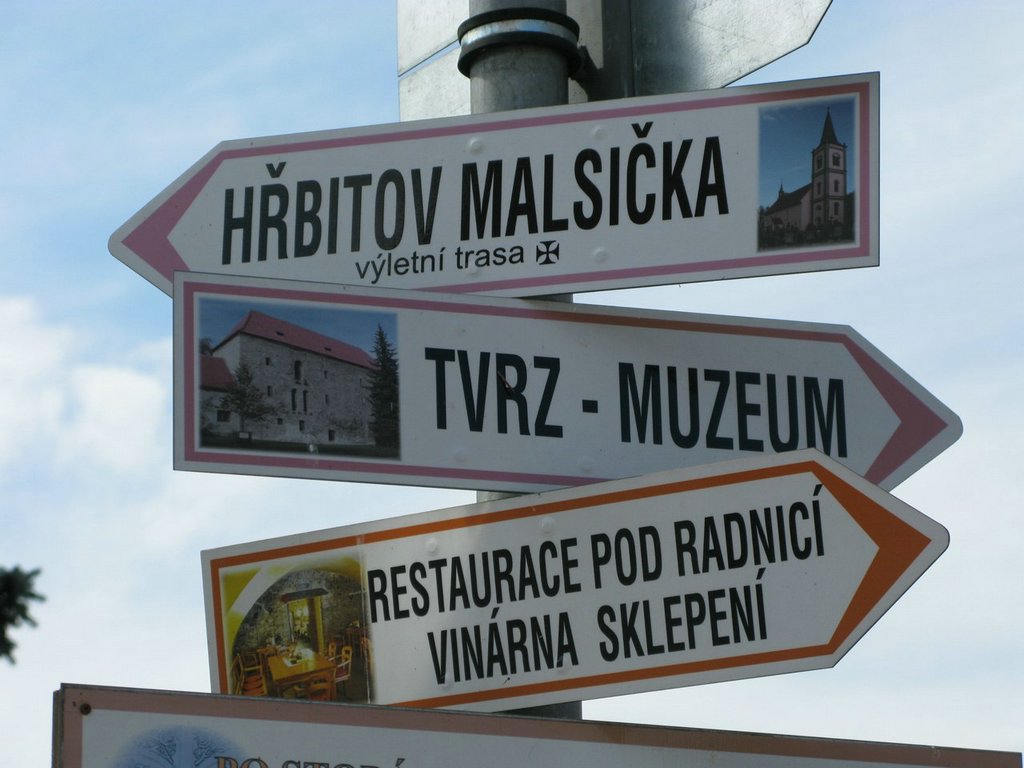 HŘBITOV MALSIČKA
výletní trasa
TVRZ - MUZEUM
RESTAURACE POD RADNICÍ
VINÁRNA SKLEPENÍ